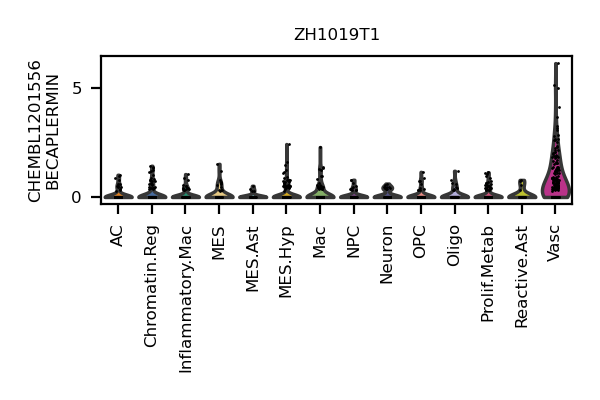 ZH1019T1
CHEMBL1201556
BECAPLERMIN
5
0
AC
Chromatin.Reg
Inflammatory.Mac
MES
MES.Ast
MES.Hyp
Mac
NPC
Neuron
OPC
Oligo
Prolif.Metab
Reactive.Ast
Vasc